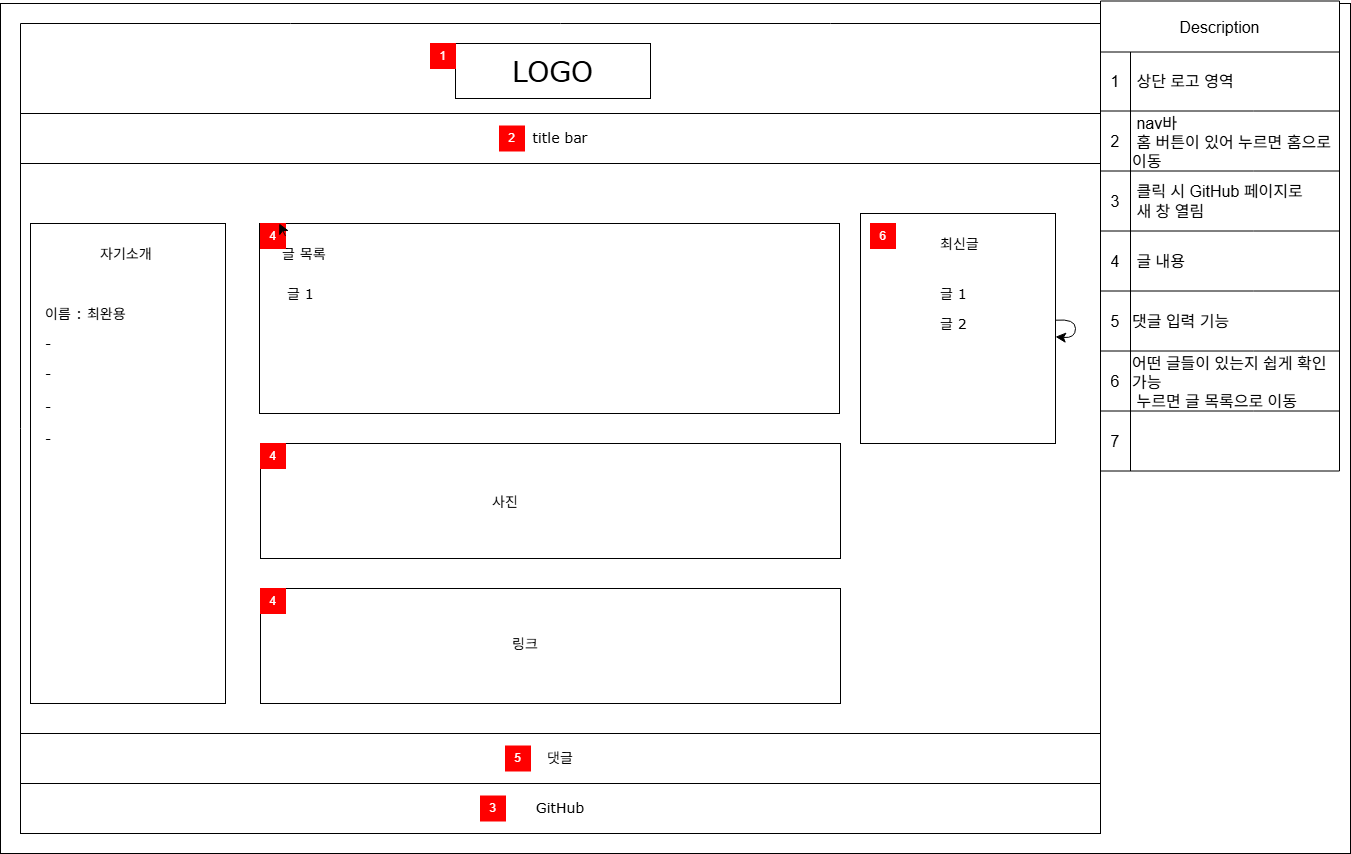 1
LOGO
2
title bar
자기소개
이름 : 최완용
-
-
-
-
4
글 목록
글 1
4
사진
4
링크
6
최신글
글 1
글 2
5
댓글
3
GitHub
Description
1
상단 로고 영역
2
nav바
홈 버튼이 있어 누르면 홈으로
이동
3
클릭 시 GitHub 페이지로
새 창 열림
4
글 내용
5
댓글 입력 기능
6
어떤 글들이 있는지 쉽게 확인
가능
누르면 글 목록으로 이동
7